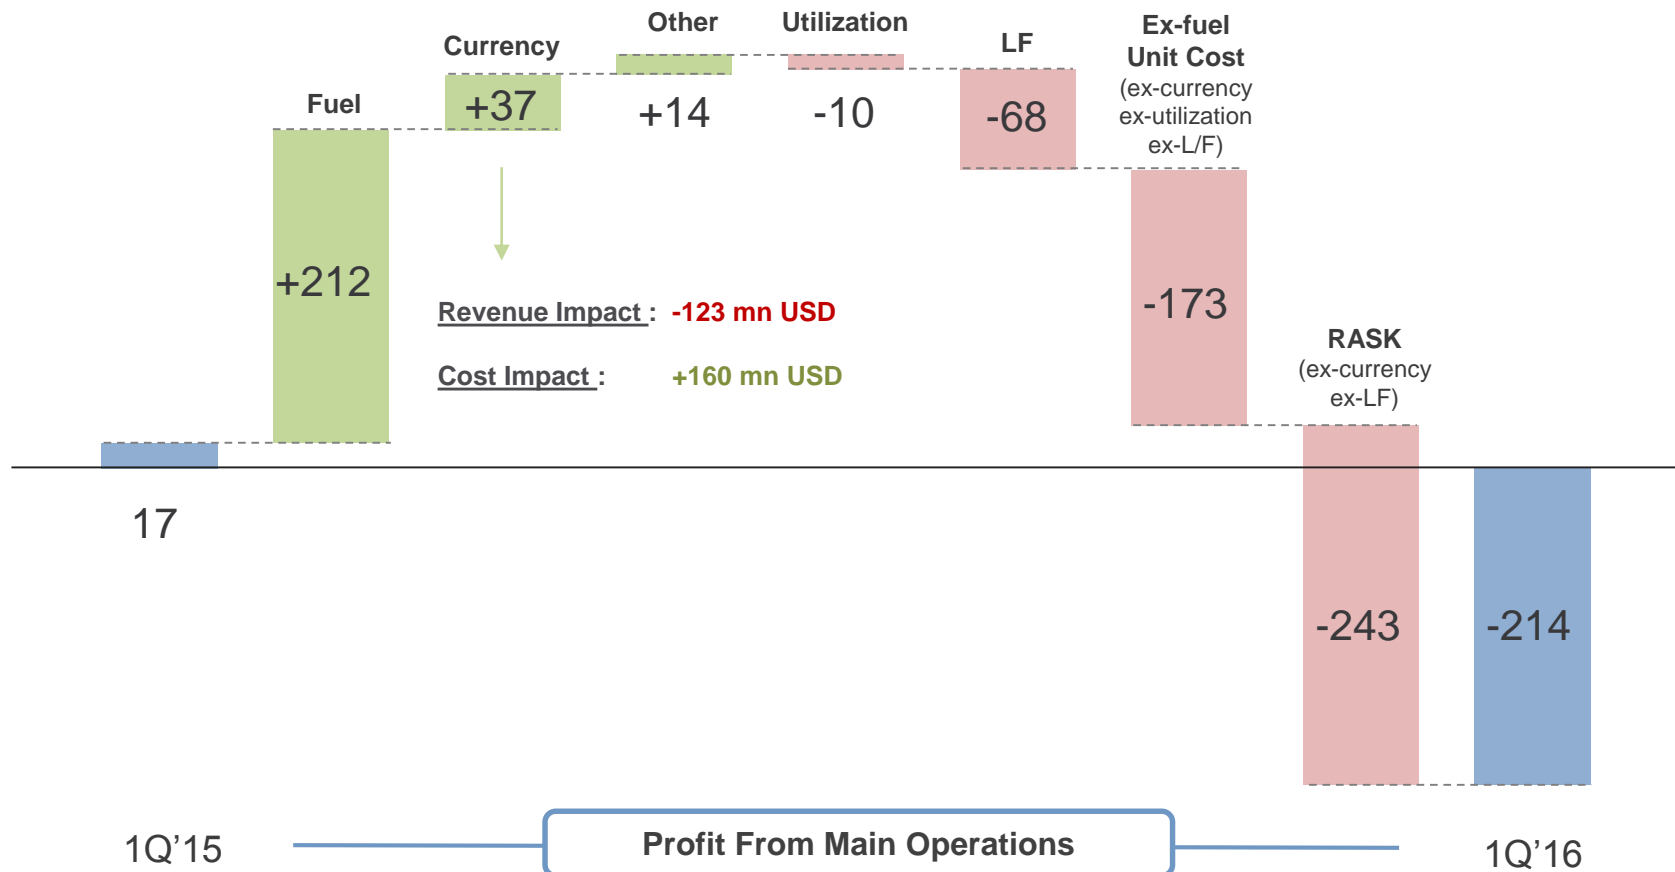 Fuel
+212
Currency
+37
Other
+14
Utilization
-10
LF
-68
Ex-fuel
Unit Cost
(ex-currency
ex-utilization
ex-L/F)
-173
RASK
(ex-currency
ex-LF)
-243
-214
Revenue Impact : -123 mn USD
Cost Impact : +160 mn USD
17
1Q’15
Profit From Main Operations
1Q’16